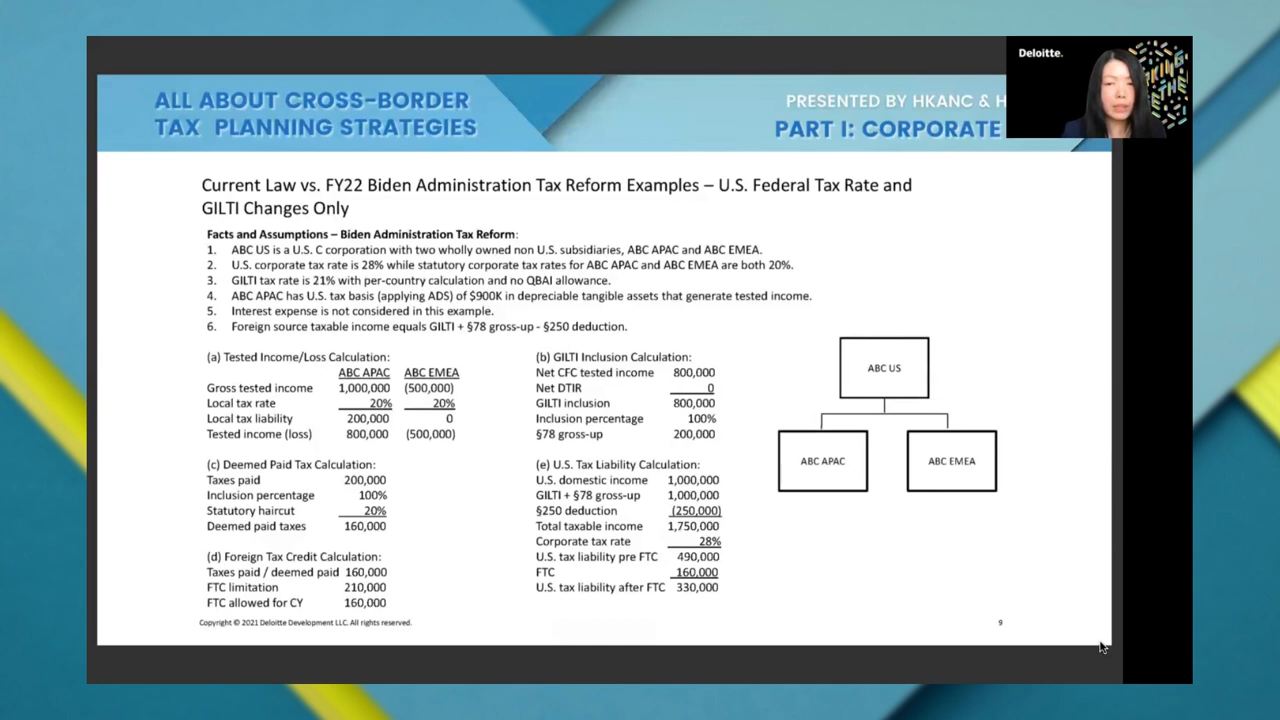 Deloitte.
ALL ABOUT CROSS-BORDER
TAX PLANNING STRATEGIES
PRESENTED BY HKANC & H
PART I: CORPORATE
Current Law vs. FY22 Biden Administration Tax Reform Examples – U.S. Federal Tax Rate and
GILTI Changes Only
Facts and Assumptions – Biden Administration Tax Reform:
1. ABC US is a U.S. C corporation with two wholly owned non U.S. subsidiaries, ABC APAC and ABC EMEA.
2. U.S. corporate tax rate is 28% while statutory corporate tax rates for ABC APAC and ABC EMEA are both 20%.
3. GILTI tax rate is 21% with per-country calculation and no QBAI allowance.
4. ABC APAC has U.S. tax basis (applying ADS) of $900K in depreciable tangible assets that generate tested income.
5. Interest expense is not considered in this example.
6. Foreign source taxable income equals GILTI + §78 gross-up - §250 deduction.
(a) Tested Income/Loss Calculation:
ABC APAC ABC EMEA
Gross tested income 1,000,000 (500,000)
Local tax rate 20% 20%
Local tax liability 200,000 0
Tested income (loss) 800,000 (500,000)
(b) GILTI Inclusion Calculation:
Net CFC tested income 800,000
Net DTIR 0
GILTI inclusion 800,000
Inclusion percentage 100%
§78 gross-up 200,000
(c) Deemed Paid Tax Calculation:
Taxes paid 200,000
Inclusion percentage 100%
Statutory haircut 20%
Deemed paid taxes 160,000
(d) Foreign Tax Credit Calculation:
Taxes paid / deemed paid 160,000
FTC limitation 210,000
FTC allowed for CY 160,000
(e) U.S. Tax Liability Calculation:
U.S. domestic income 1,000,000
GILTI + §78 gross-up 1,000,000
§250 deduction (250,000)
Total taxable income 1,750,000
Corporate tax rate 28%
U.S. tax liability pre FTC 490,000
FTC 160,000
U.S. tax liability after FTC 330,000
ABC US
ABC APAC
ABC EMEA
Copyright © 2021 Deloitte Development LLC. All rights reserved.
9